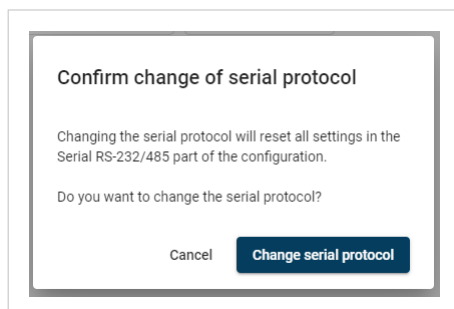 Confirm change of serial protocol
Changing the serial protocol will reset all settings in the
Serial RS-232/485 part of the configuration.
Do you want to change the serial protocol?
Cancel Change serial protocol